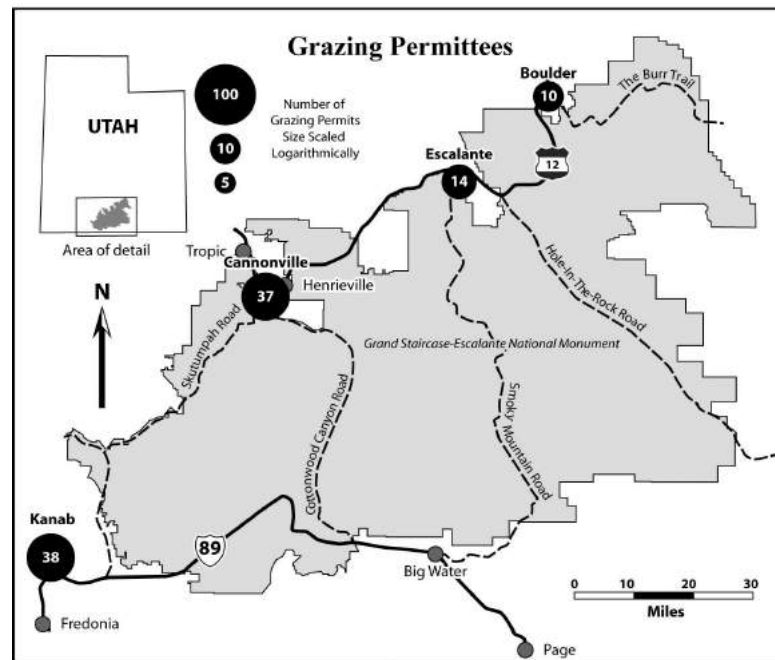 Grazing Permittees
UTAH
Area of detail
100
10
5
Number of
Grazing Permits
Size Scaled
Logarithmically
Boulder
10
The Burr Trail
12
Escalante
14
Tropic
Cannonville
37
Henrieville
Skutumpah Road
Hole-In-The-Rock Road
Grand Staircase-Escalante National Monument
N
Cottonwood Canyon Road
Smoky Mountain Road
Kanab
38
89
Big Water
Fredonia
Page
0 10 20 30
Miles